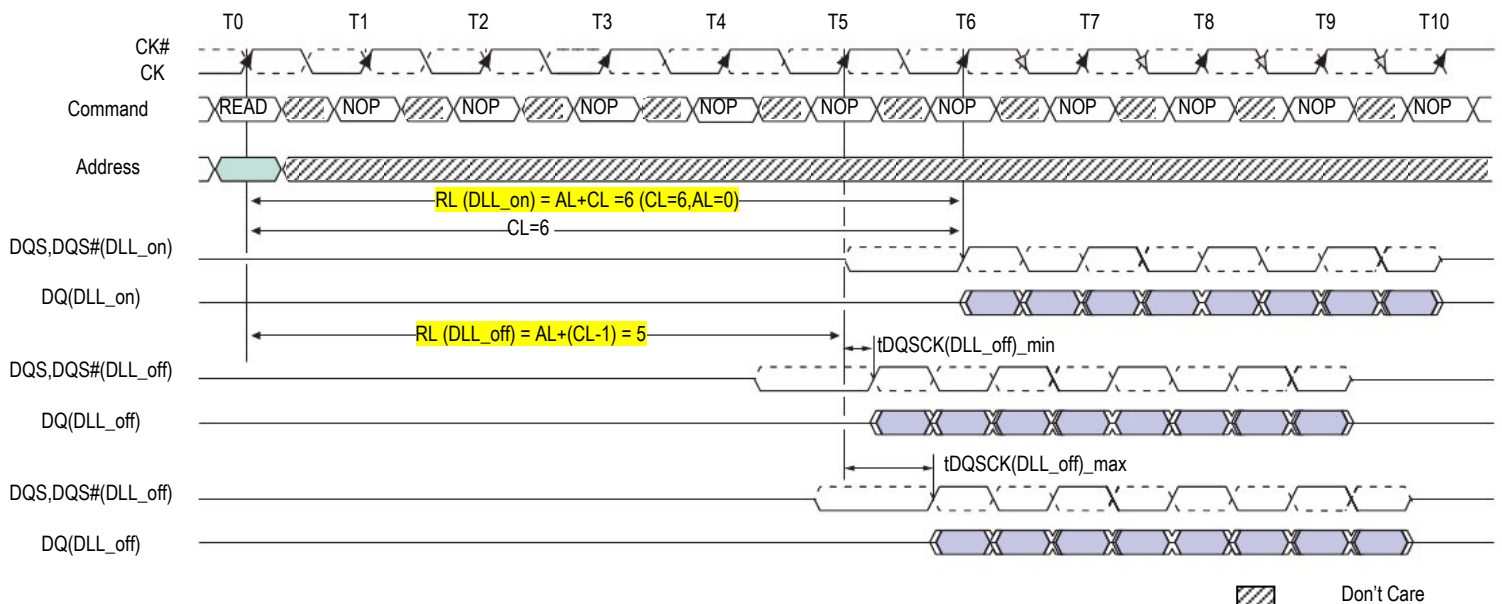 T0 T1 T2 T3 T4 T5 T6 T7 T8 T9 T10
CK#
CK
Command READ NOP NOP NOP NOP NOP NOP NOP NOP NOP NOP
Address
RL (DLL_on) = AL+CL =6 (CL=6,AL=0)
CL=6
DQS,DQS#(DLL_on)
DQ(DLL_on)
RL (DLL_off) = AL+(CL-1) = 5
tDQSCK(DLL_off)_min
DQS,DQS#(DLL_off)
DQ(DLL_off)
tDQSCK(DLL_off)_max
DQS,DQS#(DLL_off)
DQ(DLL_off)
Don't Care